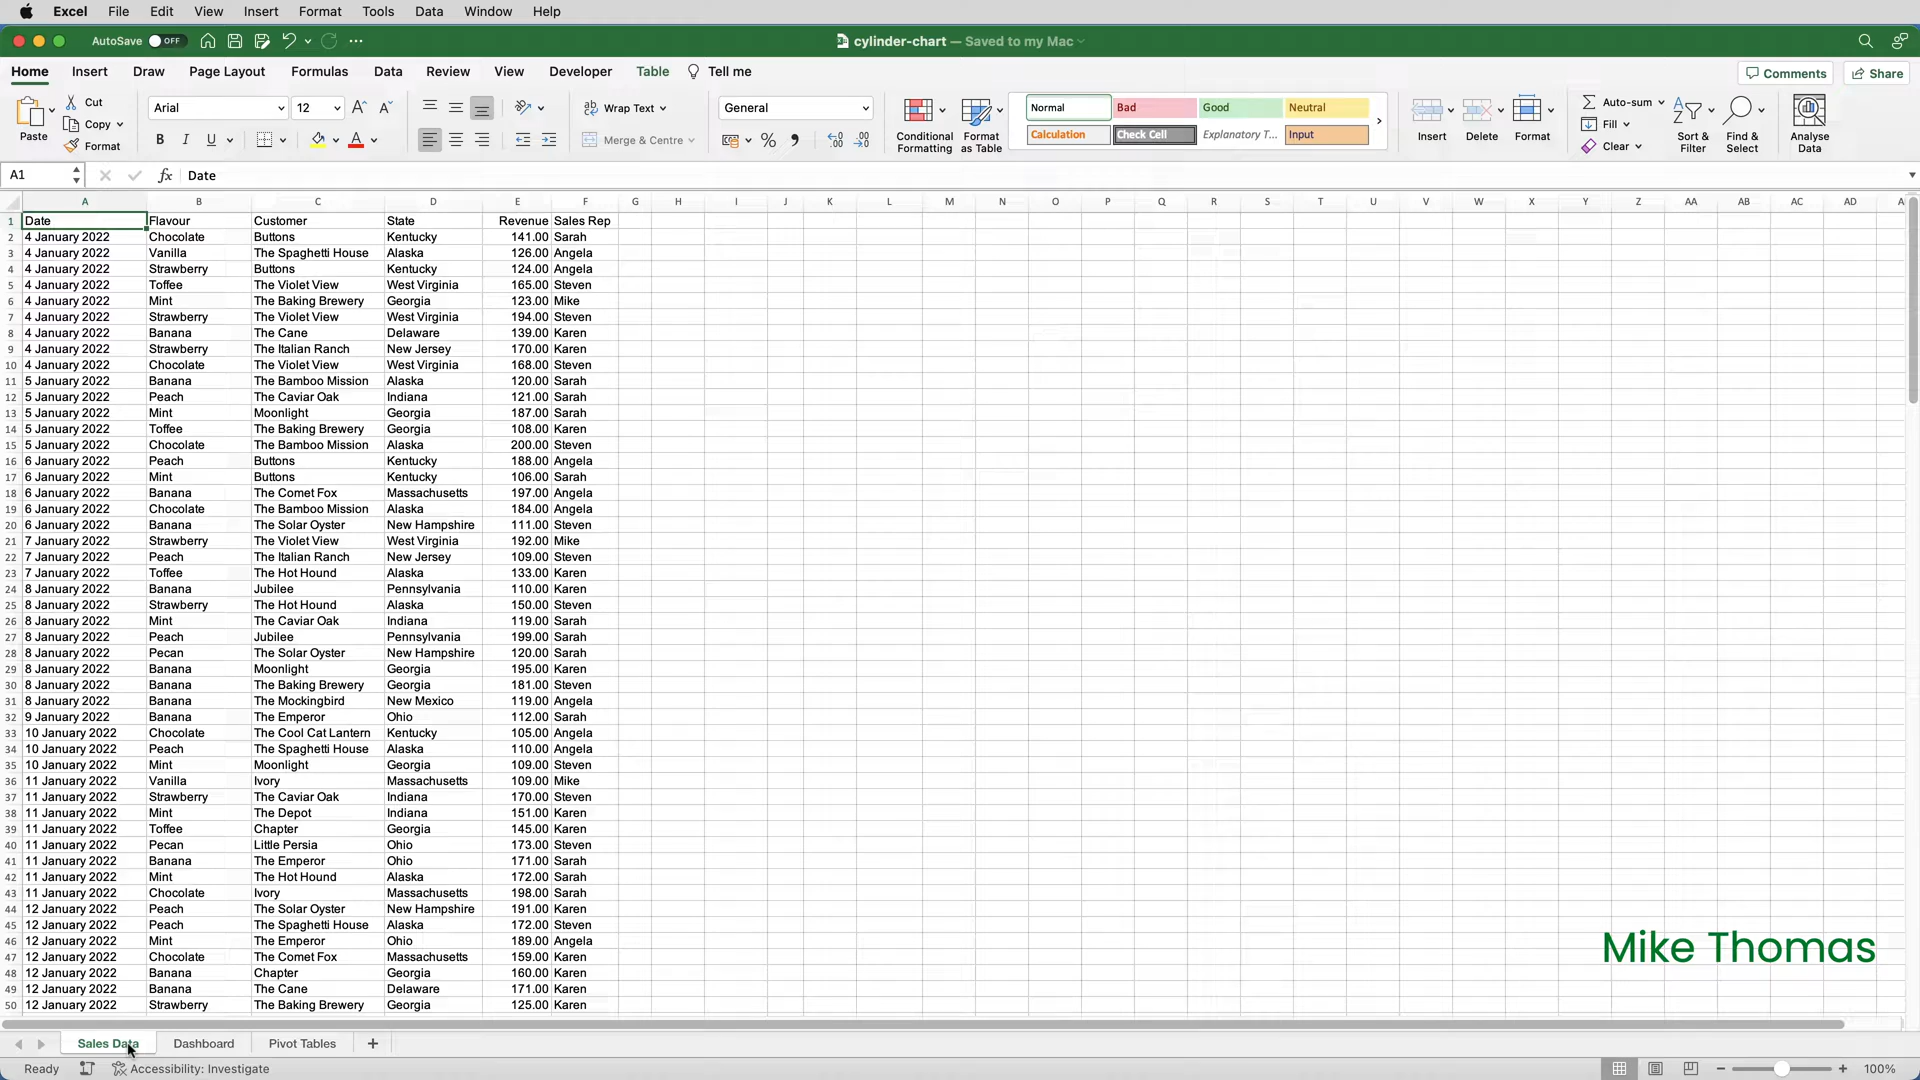 Excel File Edit View Insert Format Tools Data Window Help
AutoSave OFF cylinder-chart — Saved to my Mac
Home Insert Draw Page Layout Formulas Data Review View Developer Table Tell me Comments Share
Paste Cut Copy Format Arial 12 Wrap Text Merge & Centre General Conditional Formatting Format as Table Normal Bad Good Neutral Calculation Check Cell Explanatory T... Input Insert Delete Format Auto-sum Fill Clear Sort & Filter Find & Select Analyse Data
A1 fx Date
A B C D E F G H I J K L M N O P Q R S T U V W X Y Z AA AB AC AD A
1 Date Flavour Customer State Revenue Sales Rep
2 4 January 2022 Chocolate Buttons Kentucky 141.00 Sarah
3 4 January 2022 Vanilla The Spaghetti House Alaska 126.00 Angela
4 4 January 2022 Strawberry Buttons Kentucky 124.00 Angela
5 4 January 2022 Toffee The Violet View West Virginia 165.00 Steven
6 4 January 2022 Mint The Baking Brewery Georgia 123.00 Mike
7 4 January 2022 Strawberry The Violet View West Virginia 194.00 Steven
8 4 January 2022 Banana The Cane Delaware 139.00 Karen
9 4 January 2022 Strawberry The Italian Ranch New Jersey 170.00 Karen
10 4 January 2022 Chocolate The Violet View West Virginia 168.00 Steven
11 5 January 2022 Banana The Bamboo Mission Alaska 120.00 Sarah
12 5 January 2022 Peach The Caviar Oak Indiana 121.00 Sarah
13 5 January 2022 Mint Moonlight Georgia 187.00 Sarah
14 5 January 2022 Toffee The Baking Brewery Georgia 108.00 Karen
15 5 January 2022 Chocolate The Bamboo Mission Alaska 200.00 Steven
16 6 January 2022 Peach Buttons Kentucky 188.00 Angela
17 6 January 2022 Mint Buttons Kentucky 106.00 Sarah
18 6 January 2022 Banana The Comet Fox Massachusetts 197.00 Angela
19 6 January 2022 Chocolate The Bamboo Mission Alaska 184.00 Angela
20 6 January 2022 Banana The Solar Oyster New Hampshire 111.00 Steven
21 7 January 2022 Strawberry The Violet View West Virginia 192.00 Mike
22 7 January 2022 Peach The Italian Ranch New Jersey 109.00 Steven
23 7 January 2022 Toffee The Hot Hound Alaska 133.00 Karen
24 8 January 2022 Banana Jubilee Pennsylvania 110.00 Karen
25 8 January 2022 Strawberry The Hot Hound Alaska 150.00 Steven
26 8 January 2022 Mint The Caviar Oak Indiana 119.00 Sarah
27 8 January 2022 Peach Jubilee Pennsylvania 199.00 Sarah
28 8 January 2022 Pecan The Solar Oyster New Hampshire 120.00 Sarah
29 8 January 2022 Banana Moonlight Georgia 195.00 Karen
30 8 January 2022 Banana The Baking Brewery Georgia 181.00 Steven
31 8 January 2022 Banana The Mockingbird New Mexico 119.00 Angela
32 9 January 2022 Banana The Emperor Ohio 112.00 Sarah
33 10 January 2022 Chocolate The Cool Cat Lantern Kentucky 105.00 Angela
34 10 January 2022 Peach The Spaghetti House Alaska 110.00 Angela
35 10 January 2022 Mint Moonlight Georgia 109.00 Steven
36 11 January 2022 Vanilla Ivory Massachusetts 109.00 Mike
37 11 January 2022 Strawberry The Caviar Oak Indiana 170.00 Steven
38 11 January 2022 Mint The Depot Indiana 151.00 Karen
39 11 January 2022 Toffee Chapter Georgia 145.00 Karen
40 11 January 2022 Pecan Little Persia Ohio 173.00 Steven
41 11 January 2022 Banana The Emperor Ohio 171.00 Sarah
42 11 January 2022 Mint The Hot Hound Alaska 172.00 Sarah
43 11 January 2022 Chocolate Ivory Massachusetts 198.00 Sarah
44 12 January 2022 Peach The Solar Oyster New Hampshire 191.00 Karen
45 12 January 2022 Peach The Spaghetti House Alaska 172.00 Steven
46 12 January 2022 Mint The Emperor Ohio 189.00 Angela
47 12 January 2022 Chocolate The Comet Fox Massachusetts 159.00 Karen
48 12 January 2022 Banana Chapter Georgia 160.00 Karen
49 12 January 2022 Banana The Cane Delaware 171.00 Karen
50 12 January 2022 Strawberry The Baking Brewery Georgia 125.00 Karen
Mike Thomas
Sales Data Dashboard Pivot Tables
Ready Accessibility: Investigate 100%